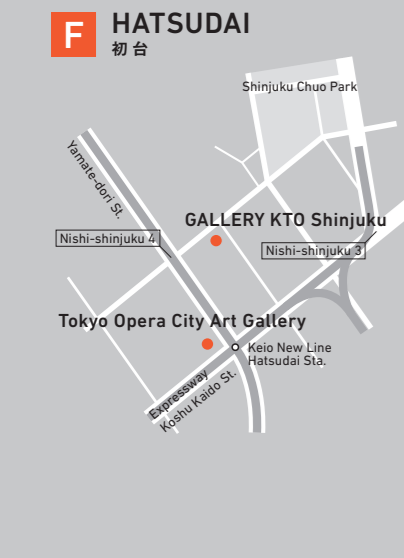 F
HATSUDAI
初台
Shinjuku Chuo Park
Yamate-dori St.
GALLERY KTO Shinjuku
Nishi-shinjuku 4
Nishi-shinjuku 3
Tokyo Opera City Art Gallery
Keio New Line
Hatsudai Sta.
Expressway
Koshu Kaido St.